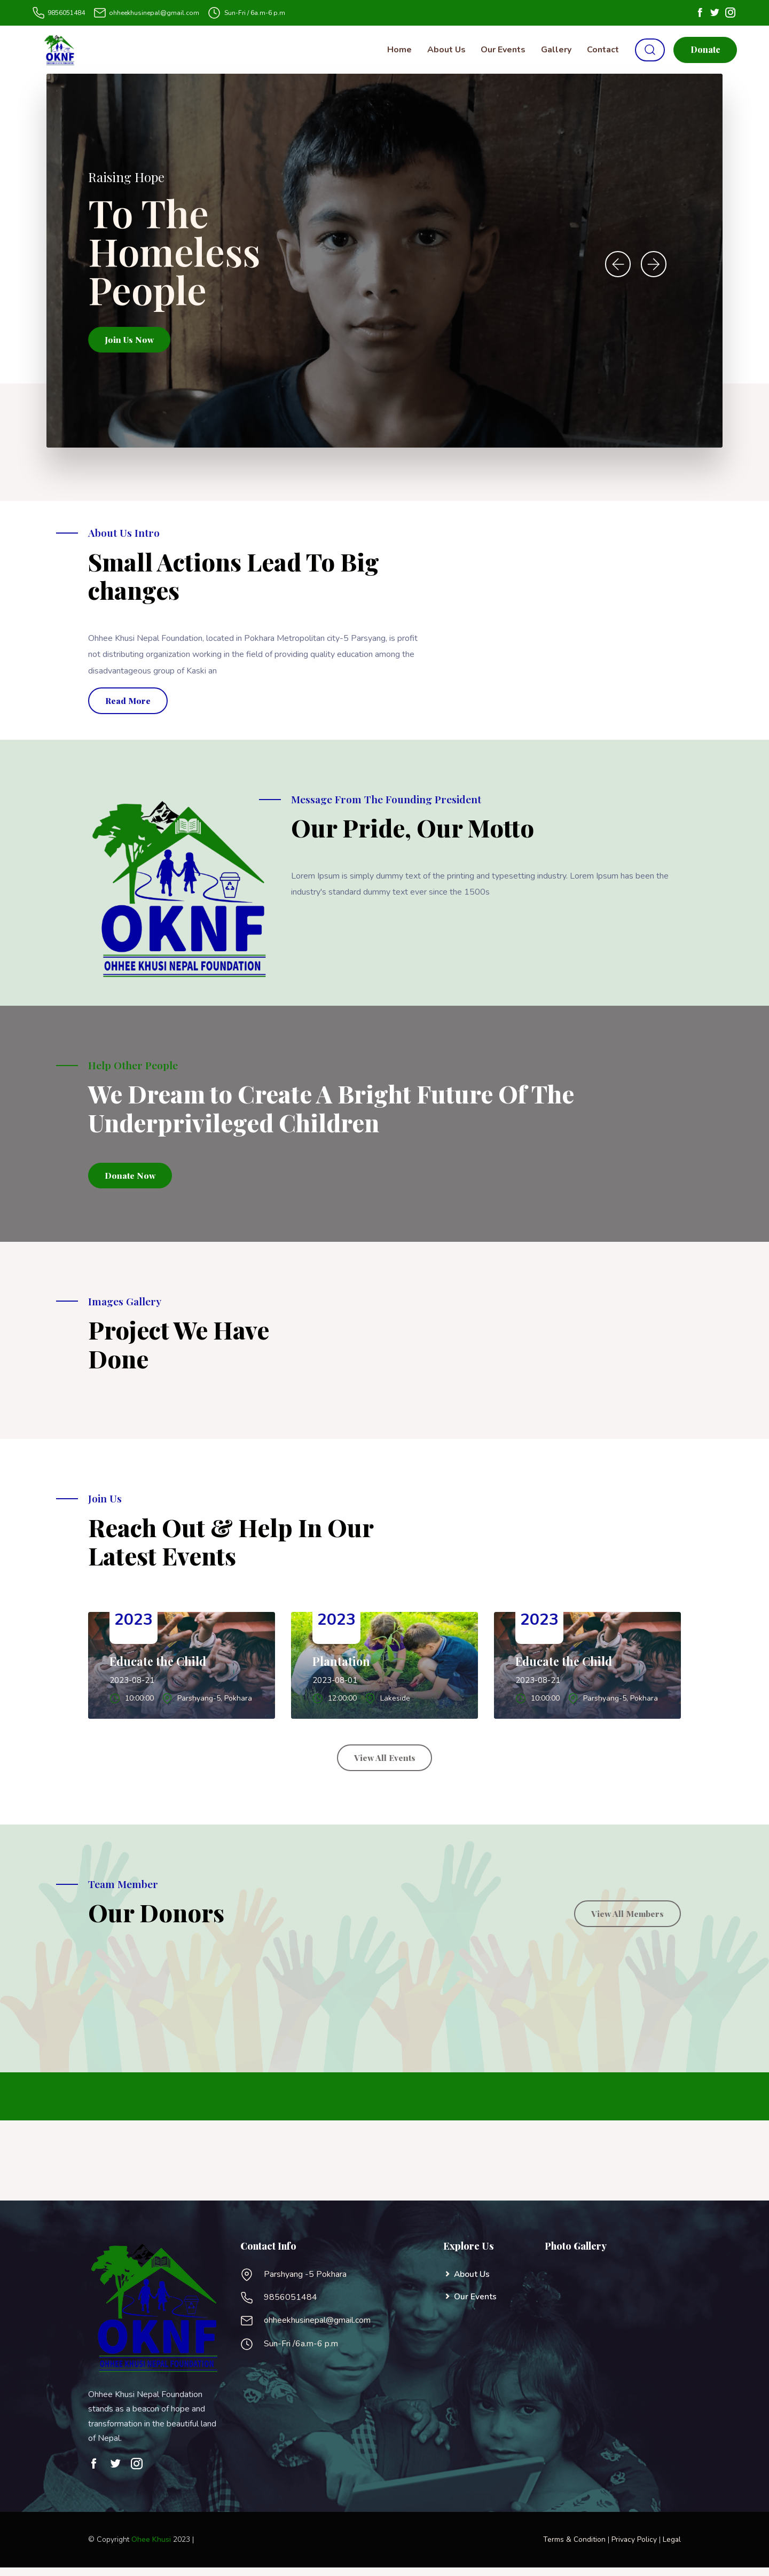 9856051484 ohheekhusinepal@gmail.com Sun-Fri / 6a.m-6 p.m
OKNF
Home About Us Our Events Gallery Contact Donate
Raising Hope
To The
Homeless
People
Join Us Now
About Us Intro
Small Actions Lead To Big
changes
Ohhee Khusi Nepal Foundation, located in Pokhara Metropolitan city-5 Parsyang, is profit
not distributing organization working in the field of providing quality education among the
disadvantageous group of Kaski an
Read More
Message From The Founding President
Our Pride, Our Motto
Lorem Ipsum is simply dummy text of the printing and typesetting industry. Lorem Ipsum has been the
industry's standard dummy text ever since the 1500s
OKNF
OHHEE KHUSI NEPAL FOUNDATION
Help Other People
We Dream to Create A Bright Future Of The
Underprivileged Children
Donate Now
Images Gallery
Project We Have
Done
Join Us
Reach Out & Help In Our
Latest Events
2023
Educate the Child
2023-08-21
10:00:00 Parshyang-5, Pokhara
2023
Plantation
2023-08-01
12:00:00 Lakeside
2023
Educate the Child
2023-08-21
10:00:00 Parshyang-5, Pokhara
View All Events
Team Member
Our Donors
View All Members
OKNF
OHHEE KHUSI NEPAL FOUNDATION
Ohhee Khusi Nepal Foundation
stands as a beacon of hope and
transformation in the beautiful land
of Nepal.
Contact Info
Parshyang -5 Pokhara
9856051484
ohheekhusinepal@gmail.com
Sun-Fri /6a.m-6 p.m
Explore Us
About Us
Our Events
Photo Gallery
© Copyright Ohee Khusi 2023 |
Terms & Condition | Privacy Policy | Legal